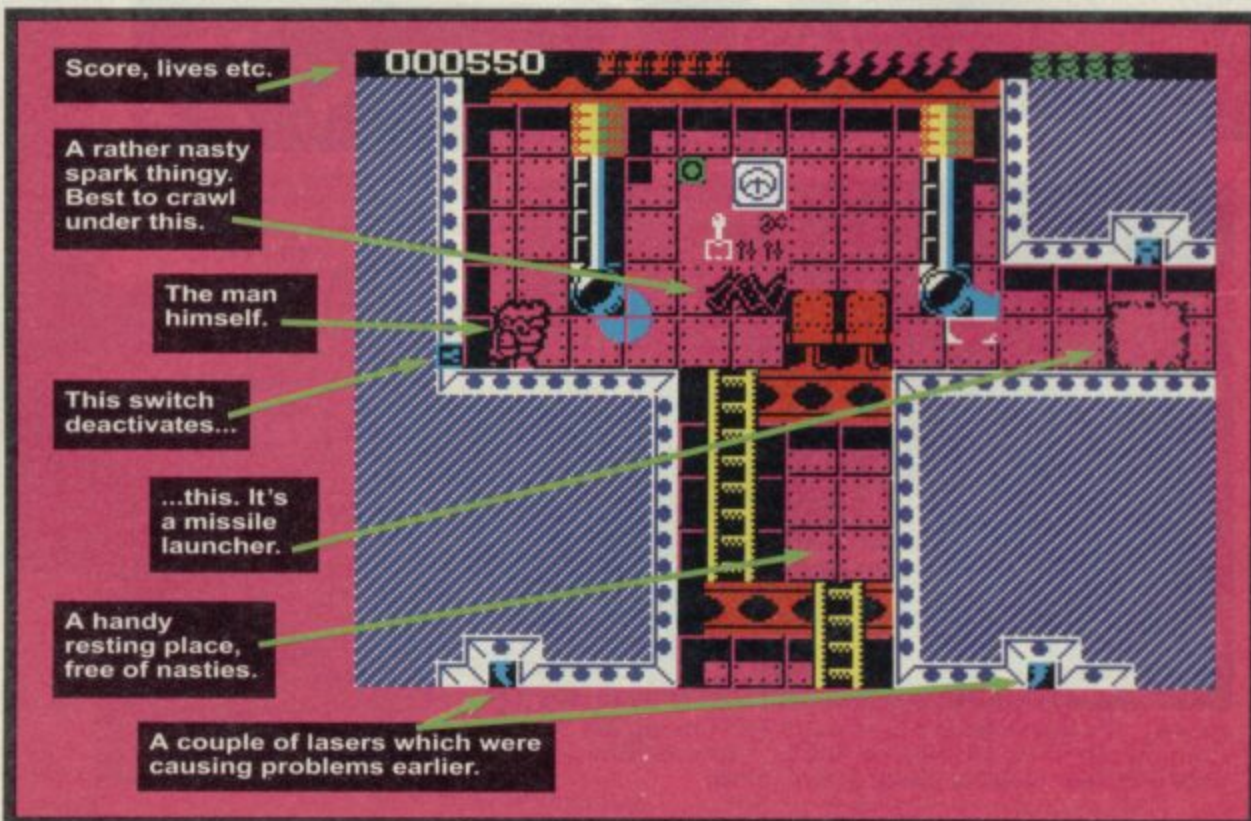 Score, lives etc.
000550
A rather nasty
spark thingy.
Best to crawl
under this.
The man
himself.
This switch
deactivates...
...this. It's
a missile
launcher.
A handy
resting place,
free of nasties.
A couple of lasers which were
causing problems earlier.